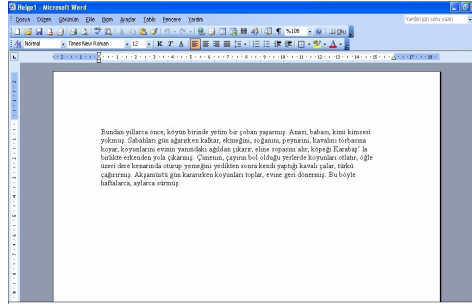 Belge1 - Microsoft Word
Dosya Düzen Görünüm Ekle Biçim Araçlar Tablo Pencere Yardım
Yardım için soru yazın
%105
Oku
Normal Times New Roman 12 K T A
Bundan yıllarca önce, köyün birinde yetim bir çoban yaşarmış. Anası, babası, kimi kimsesi
yokmuş. Sabahları gün ağarırken kalkar, ekmeğini, soğanını, peynirini, kavalını torbasına
koyar, koyunlarını evinin yanındaki ağıldan çıkarır, eline sopasını alır, köpeği Karabaş' la
birlikte erkenden yola çıkarmış. Çimenin, çayırın bol olduğu yerlerde koyunları otlatır, öğle
üzeri dere kenarında oturup yemeğini yedikten sonra kendi yaptığı kavalı çalar, türkü
çağırırmış. Akşamüstü gün kararırken koyunları toplar, evine geri dönermiş. Bu böyle
haftalarca, aylarca sürmüş.